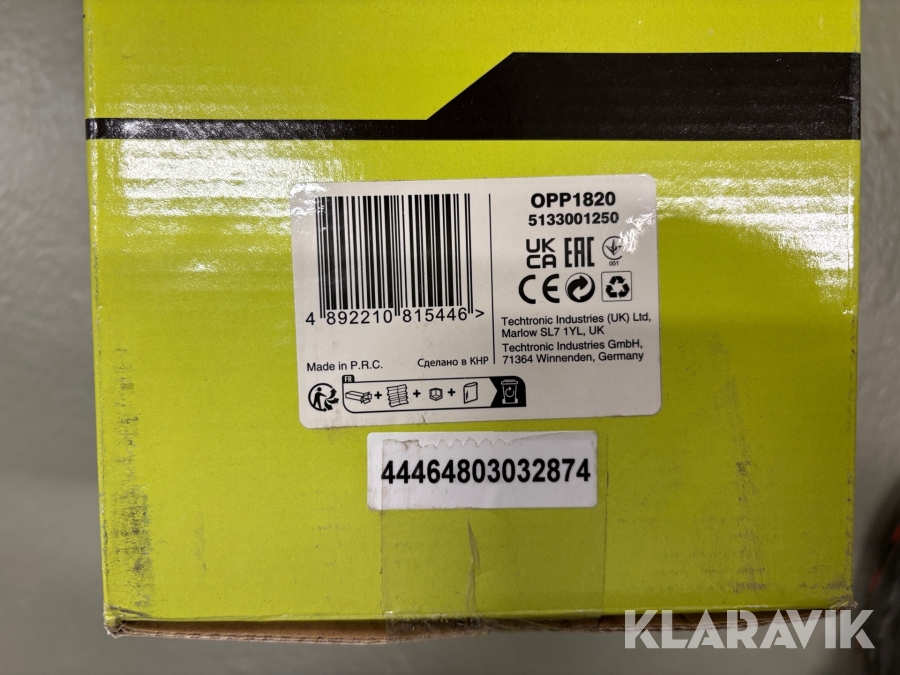 OPP1820
5133001250
UK
CA
EAC
001
CE
4 892210 815446 >
Techtronic Industries (UK) Ltd,
Marlow SL7 1YL, UK
Techtronic Industries GmbH,
71364 Winnenden, Germany
Made in P.R.C.
Сделано в КНР
FR
+ + +
44464803032874
KLARAVIK